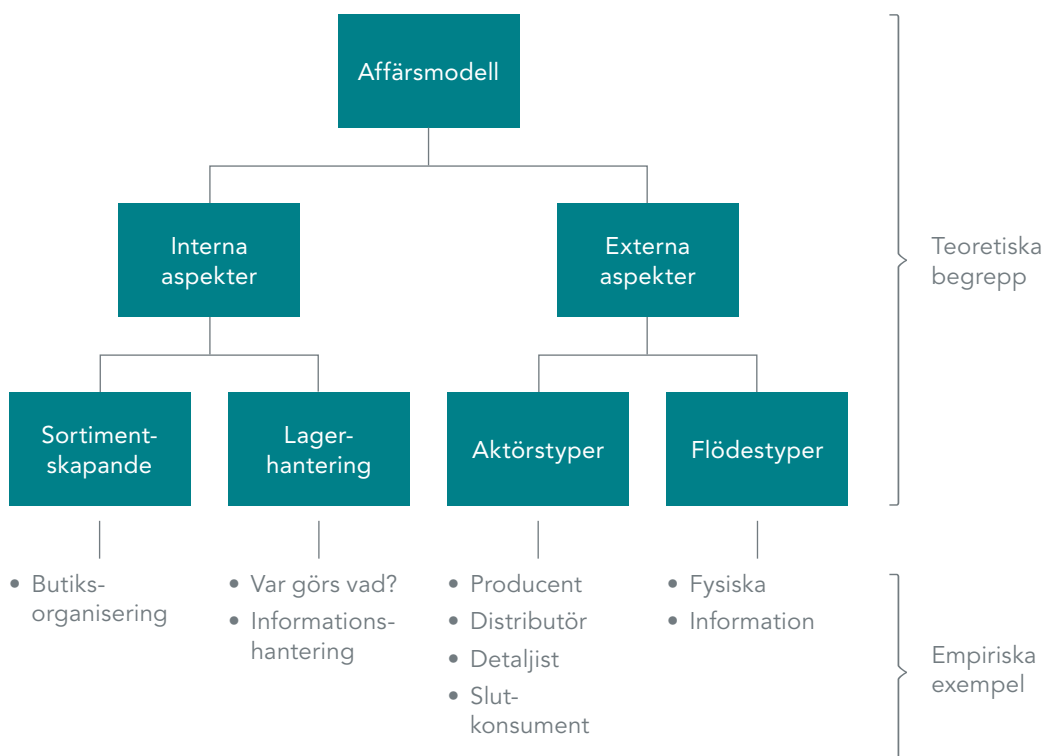 Affärsmodell
Interna
aspekter
Externa
aspekter
Teoretiska
begrepp
Sortiment-
skapande
Lager-
hantering
Aktörstyper
Flödestyper
• Butiks-
organisering
• Var görs vad?
• Informations-
hantering
• Producent
• Distributör
• Detaljist
• Slut-
konsument
• Fysiska
• Information
Empiriska
exempel